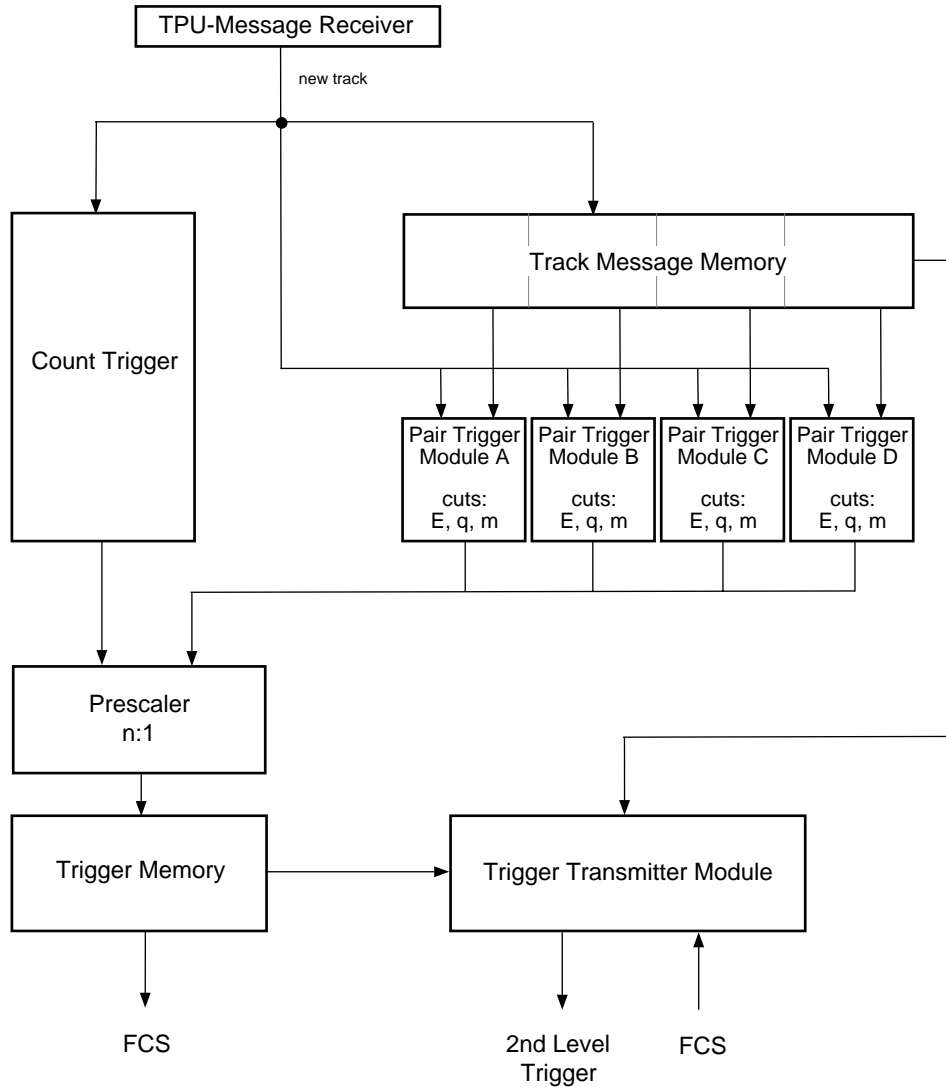 TPU-Message Receiver
new track
Track Message Memory
Count Trigger
Pair Trigger
Module A
cuts:
E, q, m
Pair Trigger
Module B
cuts:
E, q, m
Pair Trigger
Module C
cuts:
E, q, m
Pair Trigger
Module D
cuts:
E, q, m
Prescaler
n:1
Trigger Memory
Trigger Transmitter Module
FCS
2nd Level
Trigger
FCS